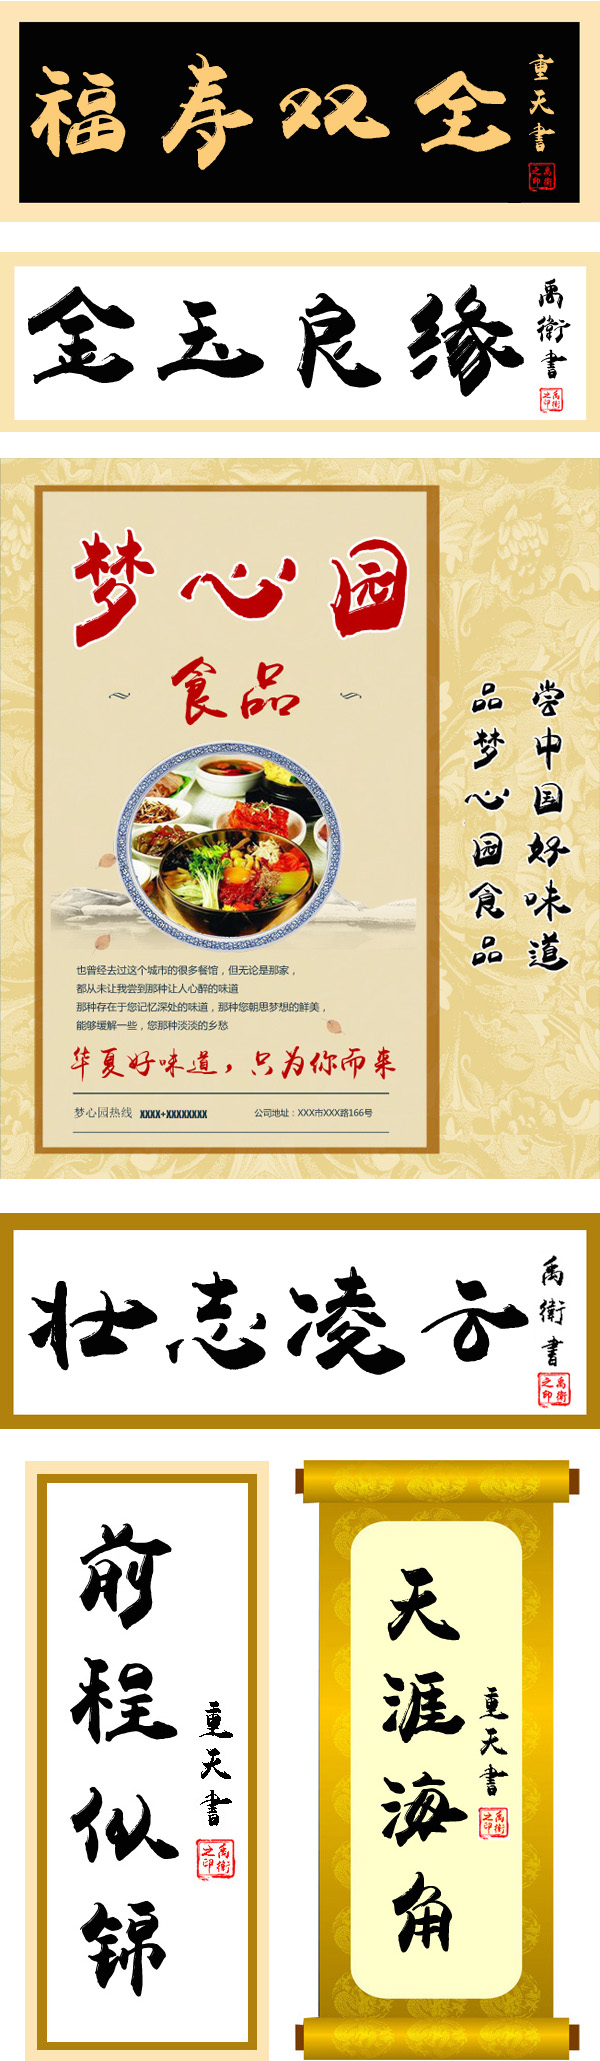 福寿双全
重天書
禹衛之印
金玉良缘
禹衛書
禹衛之印
梦心园
食品
尝中国好味道
品梦心园食品
也曾经去过这个城市的很多餐馆，但无论是那家，
都从未让我尝到那种让人心醉的味道
那种存在于您记忆深处的味道，那种您朝思梦想的鲜美，
能够缓解一些，您那种淡淡的乡愁
华夏好味道，只为你而来
梦心园热线 XXXX+XXXXXXXX 公司地址：XXX市XXX路166号
壮志凌云
禹衛書
禹衛之印
前程似锦
重天書
禹衛之印
天涯海角
重天書
禹衛之印